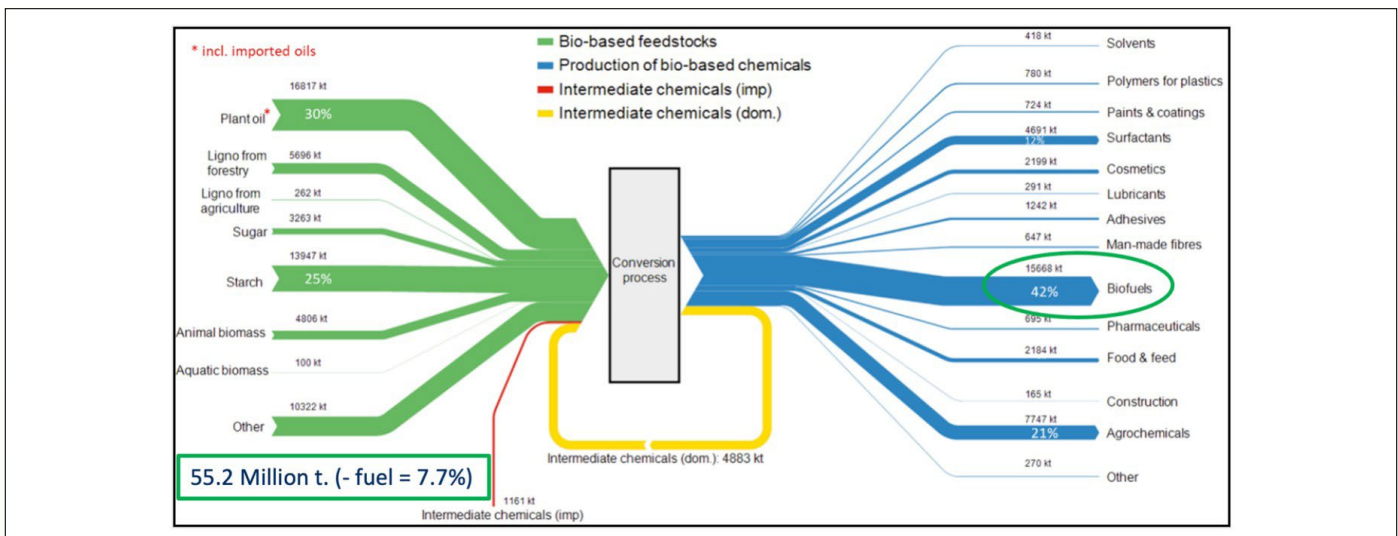 * incl. imported oils
Bio-based feedstocks
Production of bio-based chemicals
Intermediate chemicals (imp)
Intermediate chemicals (dom.)
16817 kt
Plant oil*
30%
Ligno from
forestry
5696 kt
Ligno from
agriculture
262 kt
Sugar
3263 kt
13947 kt
Starch
25%
Animal biomass
4806 kt
Aquatic biomass
100 kt
10322 kt
Other
55.2 Million t. (- fuel = 7.7%)
1161 kt
Intermediate chemicals (imp)
Conversion
process
Intermediate chemicals (dom.): 4883 kt
418 kt
Solvents
780 kt
Polymers for plastics
724 kt
Paints & coatings
4691 kt
12%
Surfactants
2199 kt
Cosmetics
291 kt
Lubricants
1242 kt
Adhesives
647 kt
Man-made fibres
15668 kt
42%
Biofuels
695 kt
Pharmaceuticals
2184 kt
Food & feed
165 kt
Construction
7747 kt
21%
Agrochemicals
270 kt
Other